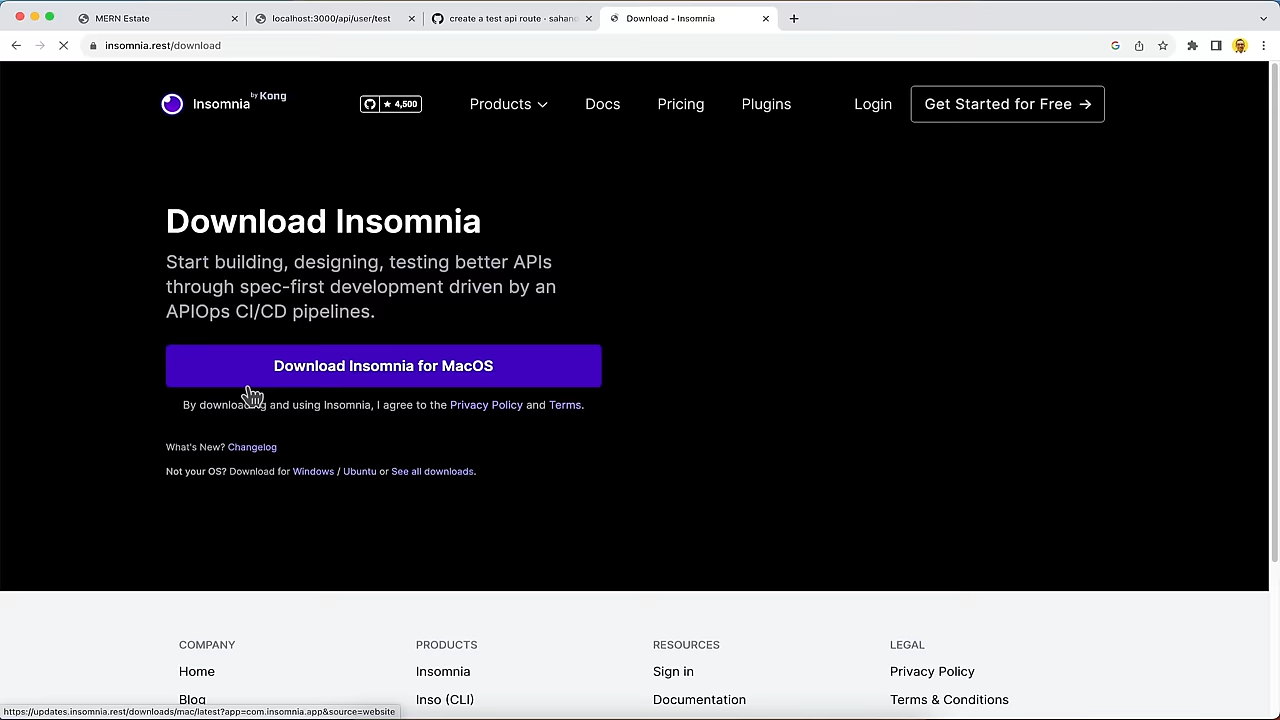 MERN Estate
localhost:3000/api/user/test
create a test api route · sahand
Download - Insomnia
insomnia.rest/download
Insomnia by Kong
★ 4,500
Products
Docs
Pricing
Plugins
Login
Get Started for Free →
Download Insomnia
Start building, designing, testing better APIs
through spec-first development driven by an
APIOps CI/CD pipelines.
Download Insomnia for MacOS
By downloading and using Insomnia, I agree to the Privacy Policy and Terms.
What's New? Changelog
Not your OS? Download for Windows / Ubuntu or See all downloads.
COMPANY
PRODUCTS
RESOURCES
LEGAL
Home
Insomnia
Sign in
Privacy Policy
Blog
Inso (CLI)
Documentation
Terms & Conditions
https://updates.insomnia.rest/downloads/mac/latest?app=com.insomnia.app&source=website